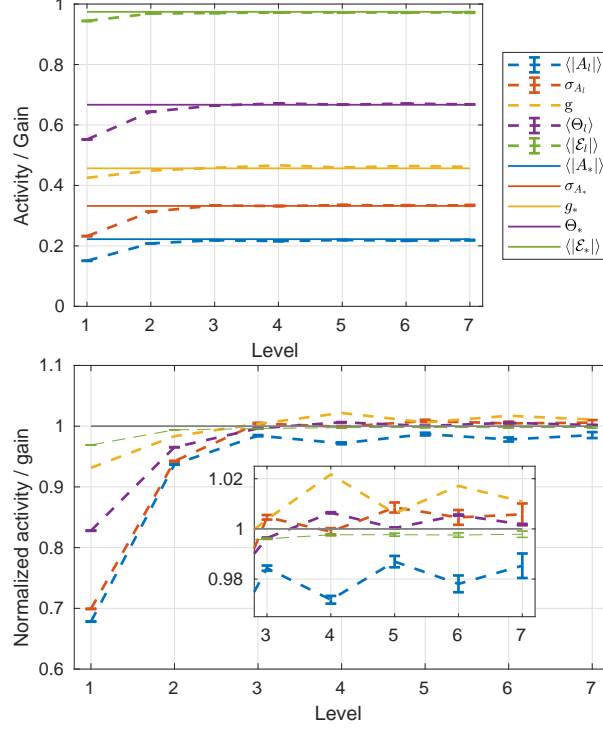 1
0.8
0.6
0.4
0.2
0
Activity / Gain
1 2 3 4 5 6 7
Level
⟨|A_l|⟩
σ_{A_l}
g
⟨Θ_l⟩
⟨|ℰ_l|⟩
⟨|A_*|⟩
σ_{A_*}
g_*
Θ_*
⟨|ℰ_*|⟩
1.1
1
0.9
0.8
0.7
0.6
Normalized activity / gain
1.02
1
0.98
3 4 5 6 7
1 2 3 4 5 6 7
Level